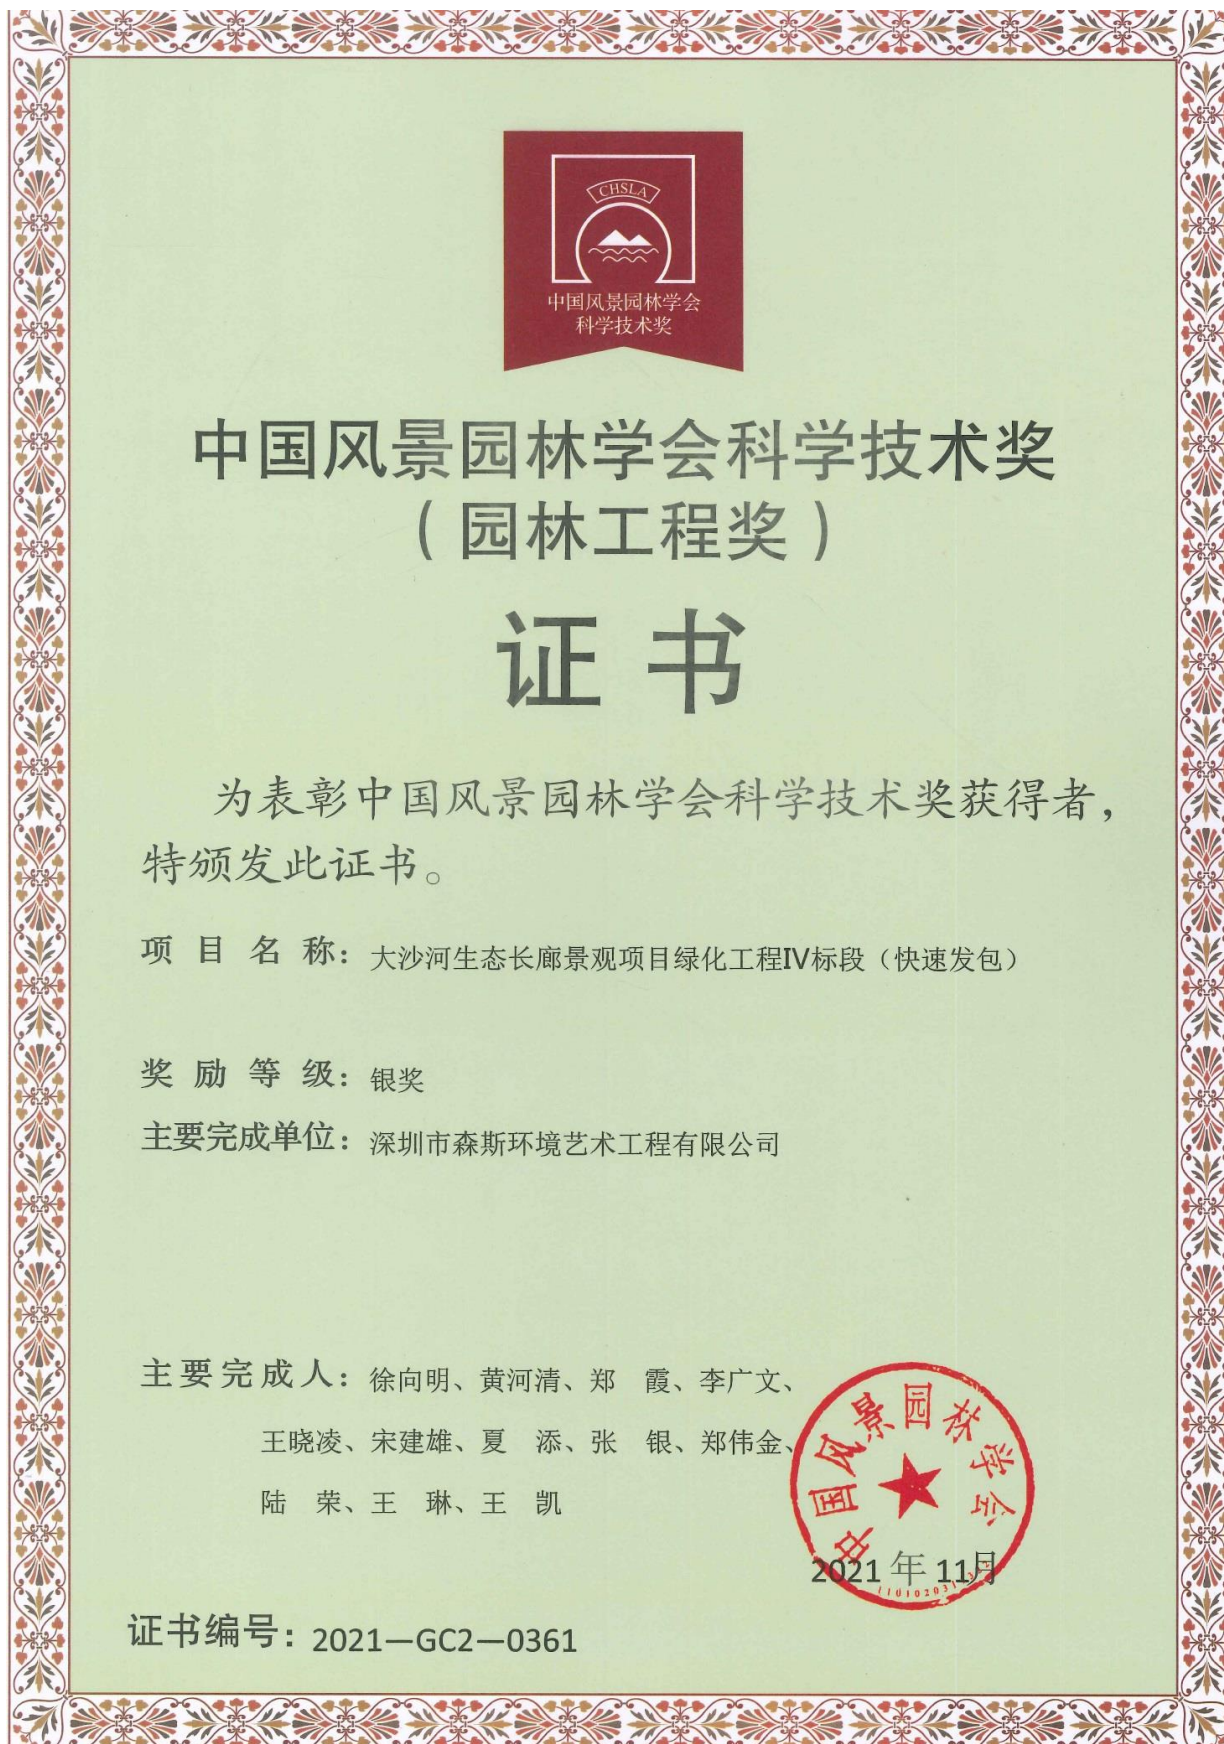 CHSLA
中国风景园林学会
科学技术奖
中国风景园林学会科学技术奖
（园林工程奖）
证书
为表彰中国风景园林学会科学技术奖获得者，
特颁发此证书。
项目名称：大沙河生态长廊景观项目绿化工程IV标段（快速发包）
奖励等级：银奖
主要完成单位：深圳市森斯环境艺术工程有限公司
主要完成人：徐向明、黄河清、郑　霞、李广文、
王晓凌、宋建雄、夏　添、张　银、郑伟金、
陆　荣、王　琳、王　凯
中国风景园林学会
2021 年 11月
证书编号：2021—GC2—0361